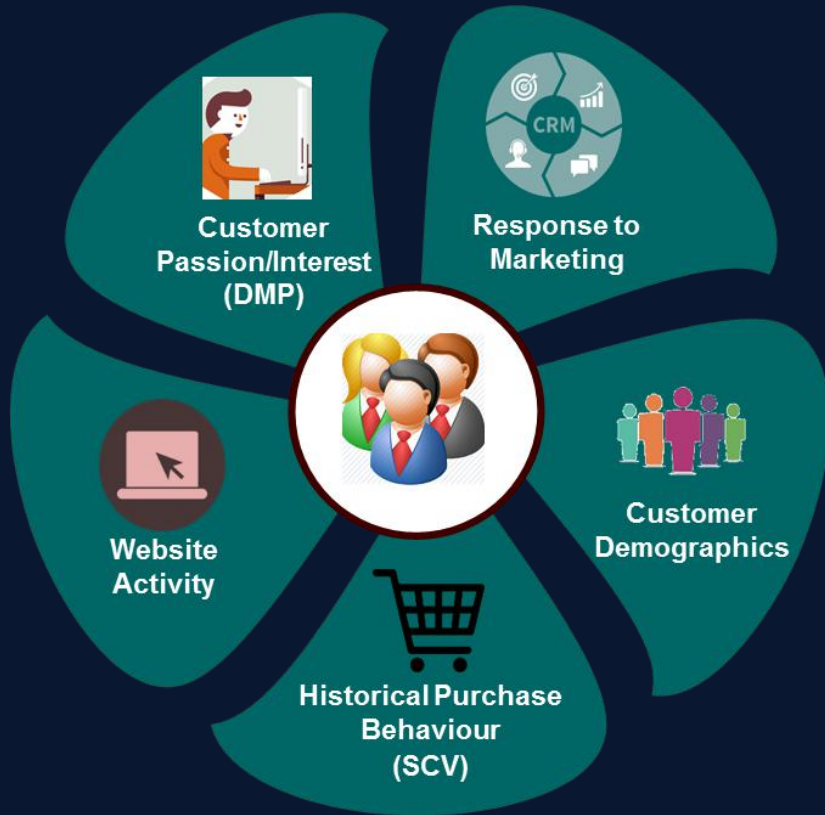 Customer
Passion/Interest
(DMP)
CRM
Response to
Marketing
Website
Activity
Customer
Demographics
Historical Purchase
Behaviour
(SCV)